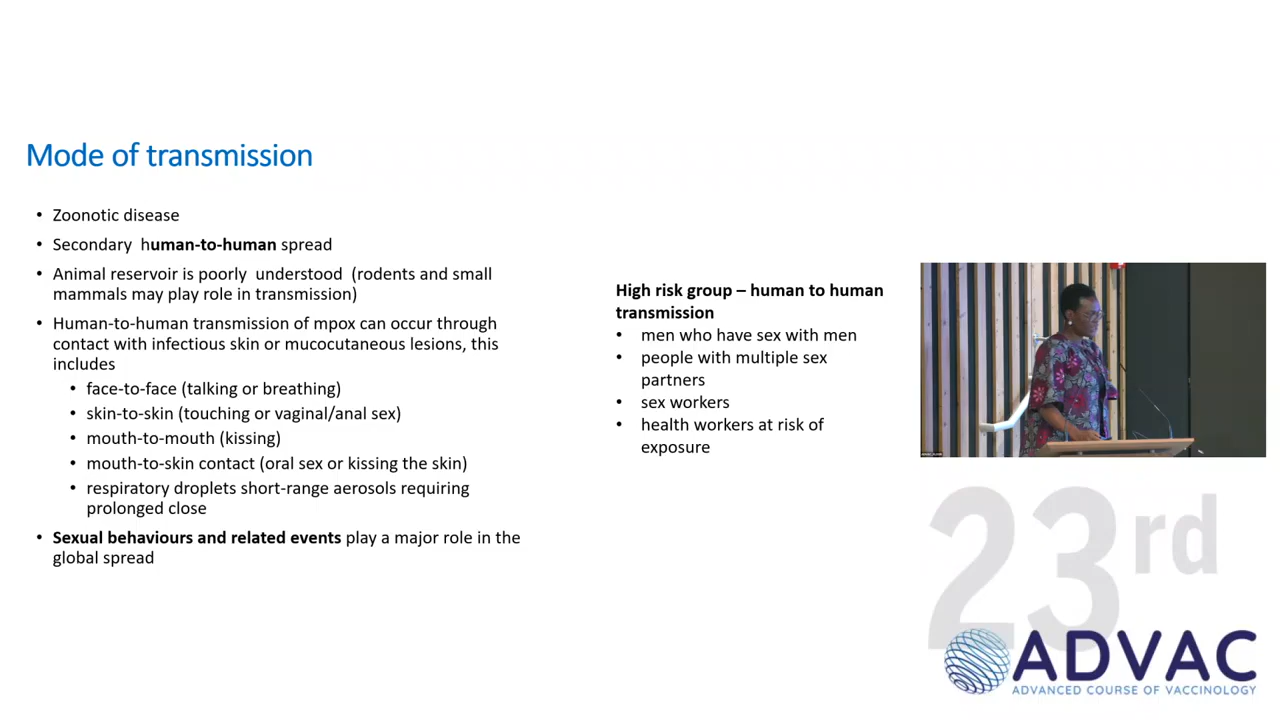 Mode of transmission
• Zoonotic disease
• Secondary  human-to-human spread
• Animal reservoir is poorly  understood  (rodents and small
mammals may play role in transmission)
• Human-to-human transmission of mpox can occur through
contact with infectious skin or mucocutaneous lesions, this
includes
• face-to-face (talking or breathing)
• skin-to-skin (touching or vaginal/anal sex)
• mouth-to-mouth (kissing)
• mouth-to-skin contact (oral sex or kissing the skin)
• respiratory droplets short-range aerosols requiring
prolonged close
• Sexual behaviours and related events play a major role in the
global spread
High risk group – human to human
transmission
• men who have sex with men
• people with multiple sex
partners
• sex workers
• health workers at risk of
exposure
23rd
ADVAC
ADVANCED COURSE OF VACCINOLOGY